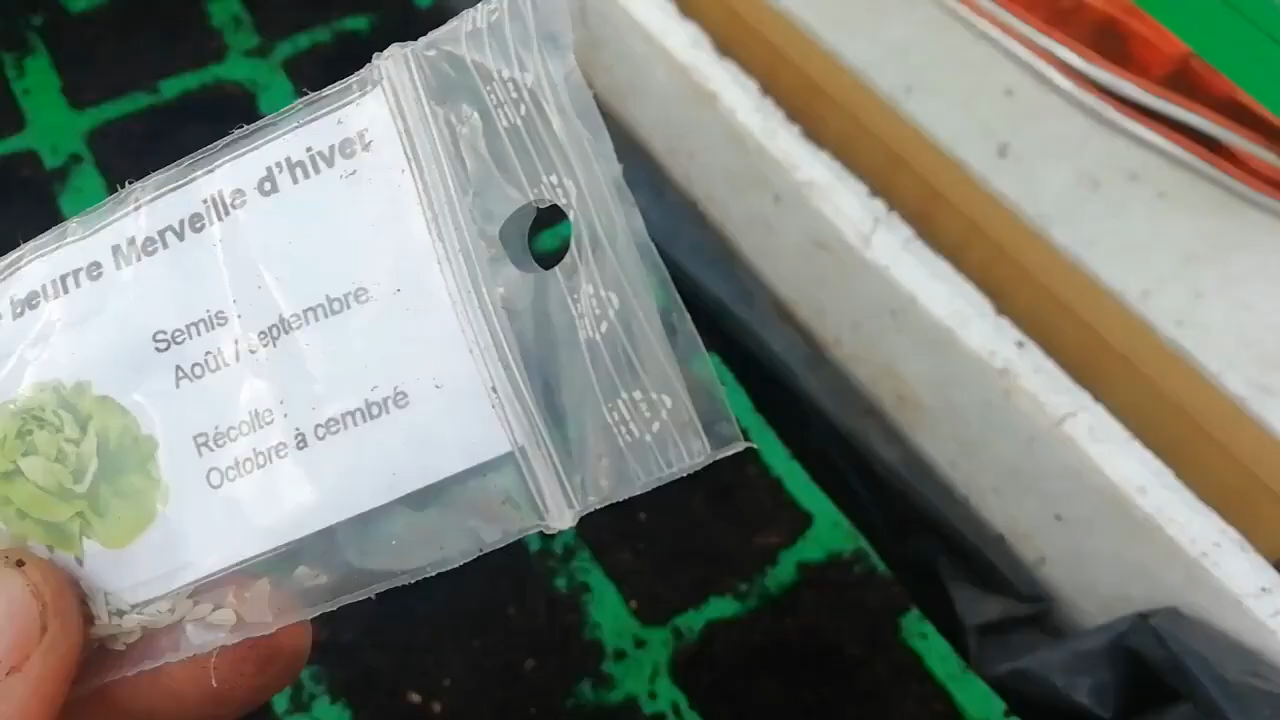 beurre Merveille d'hiver
Semis :
Août / septembre
Récolte :
Octobre à cembré